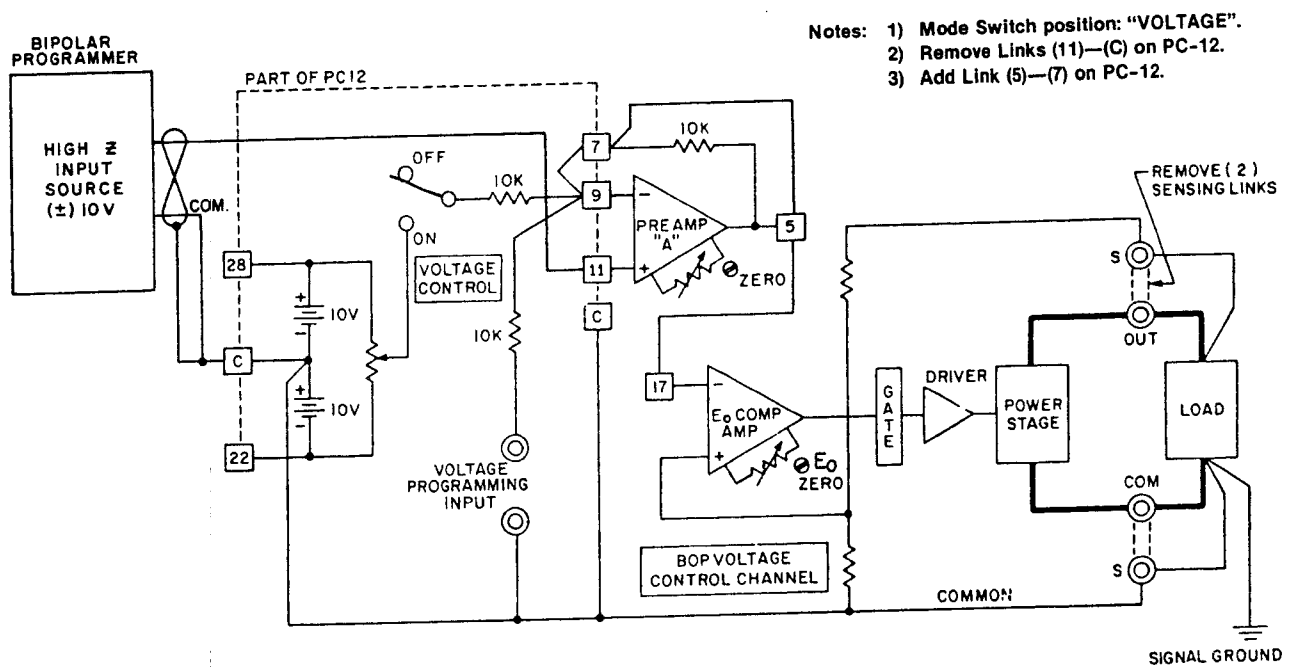 Notes: 1) Mode Switch position: "VOLTAGE".
2) Remove Links (11)—(C) on PC-12.
3) Add Link (5)—(7) on PC-12.
BIPOLAR
PROGRAMMER
HIGH Z
INPUT
SOURCE
(±) 10V
COM.
PART OF PC12
OFF
ON
10K
VOLTAGE
CONTROL
28
+
-
10V
C
+
-
10V
22
10K
VOLTAGE
PROGRAMMING
INPUT
7
9
11
C
10K
-
PREAMP
"A"
+
ZERO
5
17
-
Eo COMP
AMP
+
Eo
ZERO
GATE
DRIVER
POWER
STAGE
REMOVE (2)
SENSING LINKS
S
OUT
LOAD
COM
S
BOP VOLTAGE
CONTROL CHANNEL
COMMON
SIGNAL GROUND